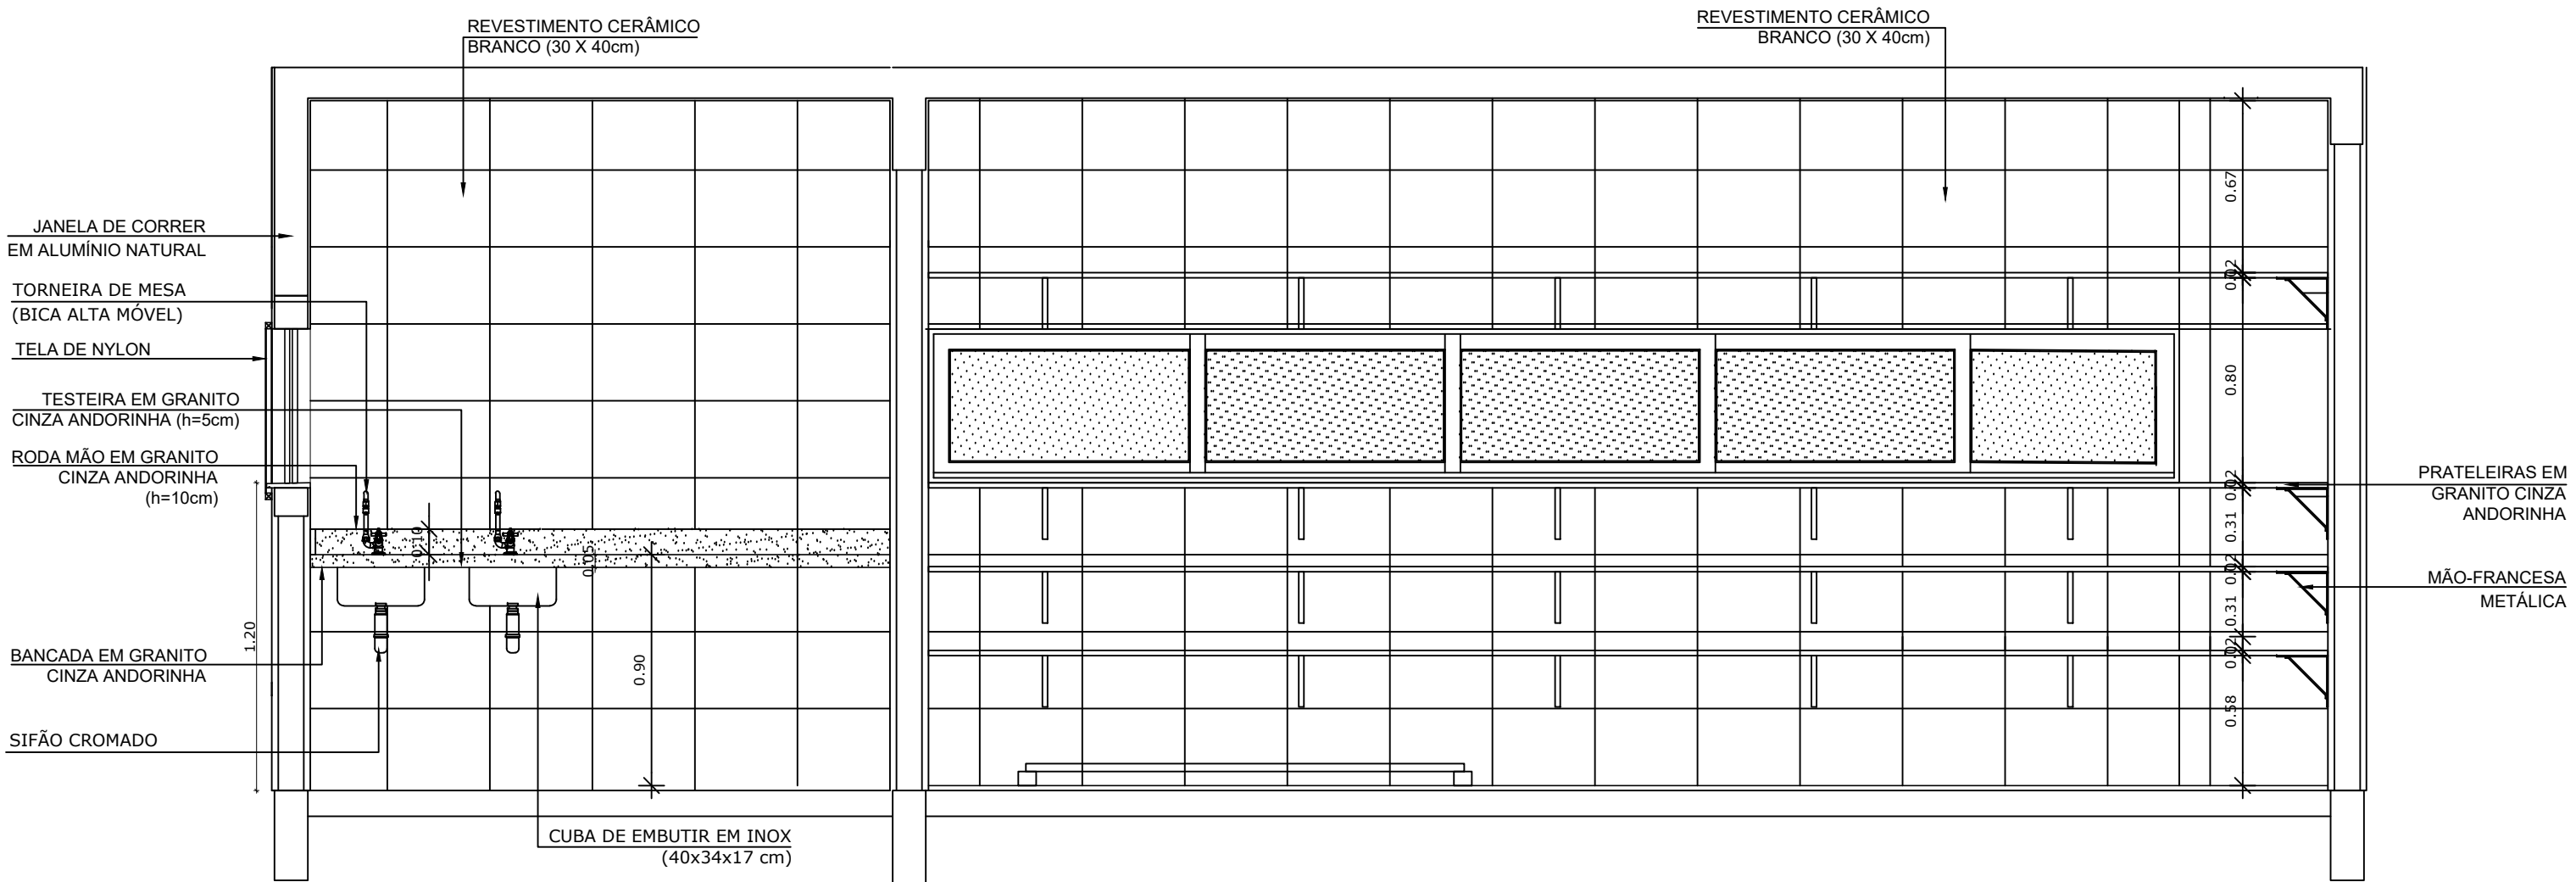 REVESTIMENTO CERÂMICO
BRANCO (30 X 40cm)
REVESTIMENTO CERÂMICO
BRANCO (30 X 40cm)
JANELA DE CORRER
EM ALUMÍNIO NATURAL
TORNEIRA DE MESA
(BICA ALTA MÓVEL)
TELA DE NYLON
TESTEIRA EM GRANITO
CINZA ANDORINHA (h=5cm)
RODA MÃO EM GRANITO
CINZA ANDORINHA
(h=10cm)
BANCADA EM GRANITO
CINZA ANDORINHA
SIFÃO CROMADO
1.20
0.10
0.05
0.90
CUBA DE EMBUTIR EM INOX
(40x34x17 cm)
0.67
0.02
0.80
0.02
0.31
0.02
0.31
0.02
0.58
PRATELEIRAS EM
GRANITO CINZA
ANDORINHA
MÃO-FRANCESA
METÁLICA